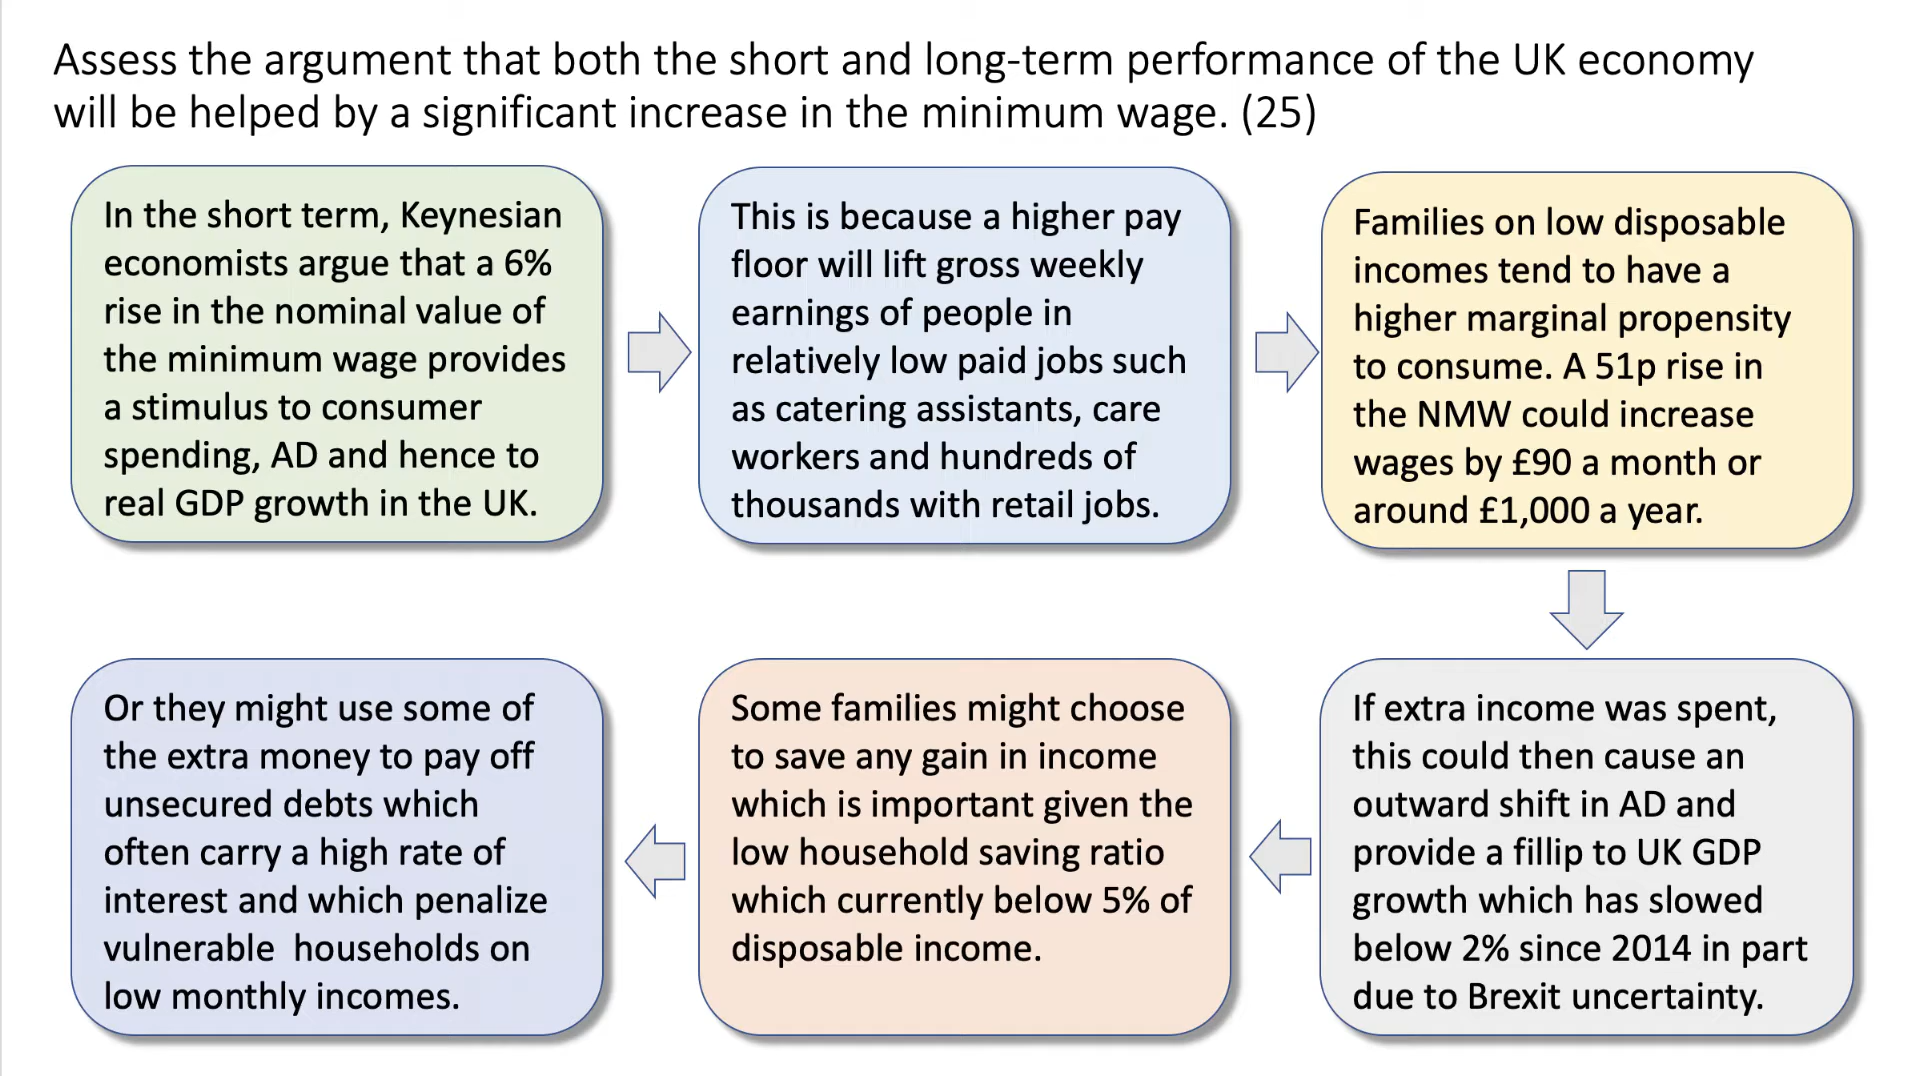 Assess the argument that both the short and long-term performance of the UK economy
will be helped by a significant increase in the minimum wage. (25)
In the short term, Keynesian
economists argue that a 6%
rise in the nominal value of
the minimum wage provides
a stimulus to consumer
spending, AD and hence to
real GDP growth in the UK.
This is because a higher pay
floor will lift gross weekly
earnings of people in
relatively low paid jobs such
as catering assistants, care
workers and hundreds of
thousands with retail jobs.
Families on low disposable
incomes tend to have a
higher marginal propensity
to consume. A 51p rise in
the NMW could increase
wages by £90 a month or
around £1,000 a year.
If extra income was spent,
this could then cause an
outward shift in AD and
provide a fillip to UK GDP
growth which has slowed
below 2% since 2014 in part
due to Brexit uncertainty.
Some families might choose
to save any gain in income
which is important given the
low household saving ratio
which currently below 5% of
disposable income.
Or they might use some of
the extra money to pay off
unsecured debts which
often carry a high rate of
interest and which penalize
vulnerable  households on
low monthly incomes.